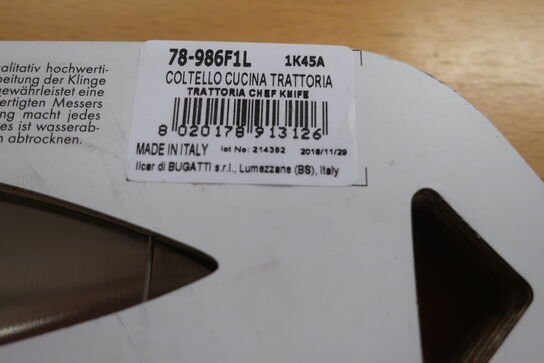 alitativ hochwerti-
beitung der Klinge
gewährleistet eine
ertigten Messers
ng macht jedes
es ist wasserab-
n abtrocknen.
78-986F1L 1K45A
COLTELLO CUCINA TRATTORIA
TRATTORIA CHEF KNIFE
8 020178 913126
MADE IN ITALY lot No: 214352 2016/11/29
Ilcar di BUGATTI s.r.l., Lumezzane (BS), Italy